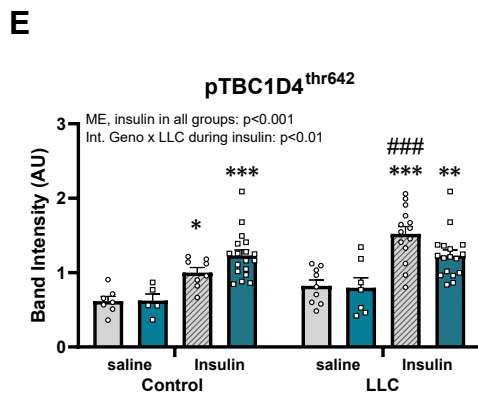 E
pTBC1D4thr642
ME, insulin in all groups: p<0.001
Int. Geno x LLC during insulin: p<0.01
Band Intensity (AU)
3
2
1
0
*
***
###
***
**
saline
Insulin
saline
Insulin
Control
LLC